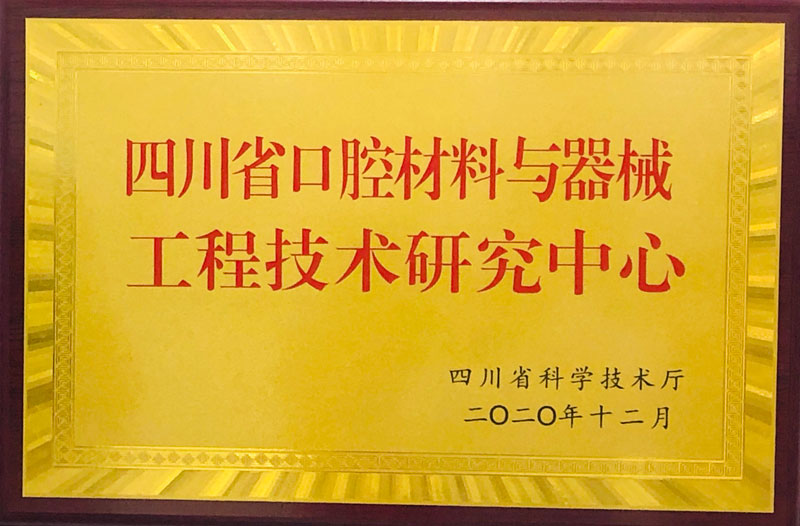 四川省口腔材料与器械
工程技术研究中心
四川省科学技术厅
二〇二〇年十二月